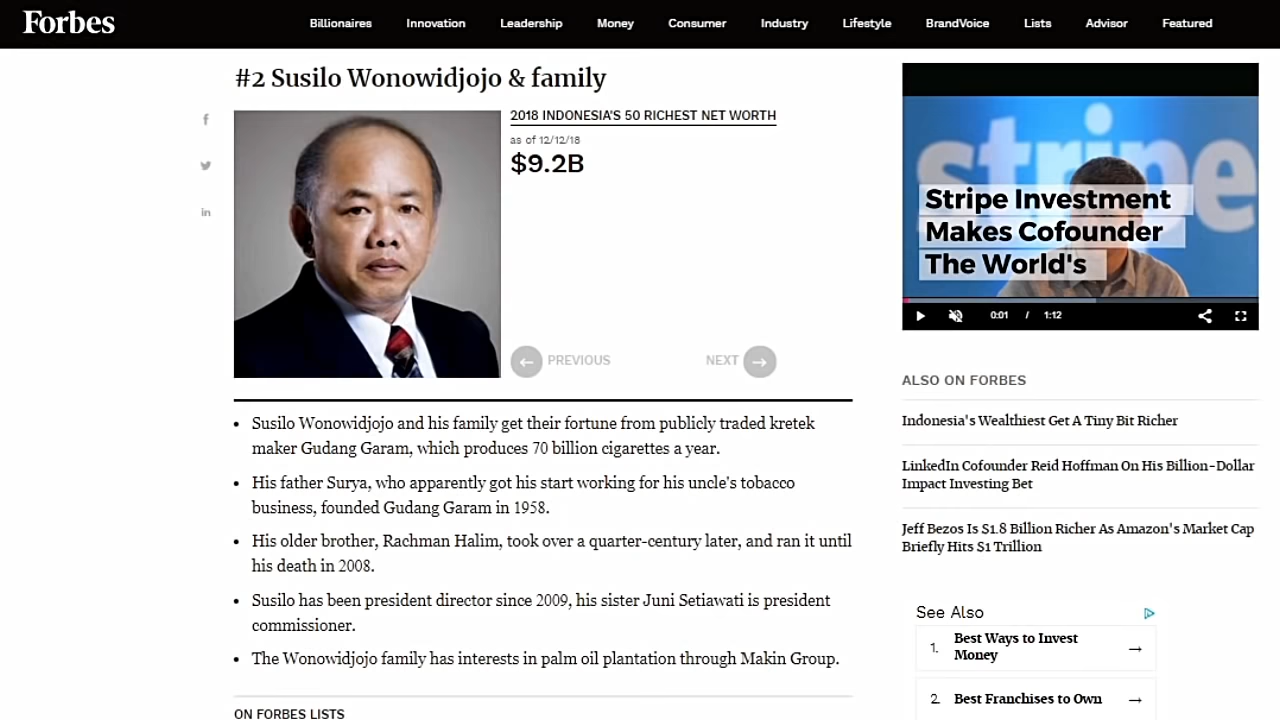 Forbes
Billionaires Innovation Leadership Money Consumer Industry Lifestyle BrandVoice Lists Advisor Featured
#2 Susilo Wonowidjojo & family
2018 INDONESIA'S 50 RICHEST NET WORTH
as of 12/12/18
$9.2B
PREVIOUS NEXT
Susilo Wonowidjojo and his family get their fortune from publicly traded kretek
maker Gudang Garam, which produces 70 billion cigarettes a year.
His father Surya, who apparently got his start working for his uncle's tobacco
business, founded Gudang Garam in 1958.
His older brother, Rachman Halim, took over a quarter-century later, and ran it until
his death in 2008.
Susilo has been president director since 2009, his sister Juni Setiawati is president
commissioner.
The Wonowidjojo family has interests in palm oil plantation through Makin Group.
ON FORBES LISTS
stripe
Stripe Investment
Makes Cofounder
The World's
0:01 / 1:12
ALSO ON FORBES
Indonesia's Wealthiest Get A Tiny Bit Richer
LinkedIn Cofounder Reid Hoffman On His Billion-Dollar
Impact Investing Bet
Jeff Bezos Is $1.8 Billion Richer As Amazon's Market Cap
Briefly Hits $1 Trillion
See Also
1. Best Ways to Invest
Money
2. Best Franchises to Own